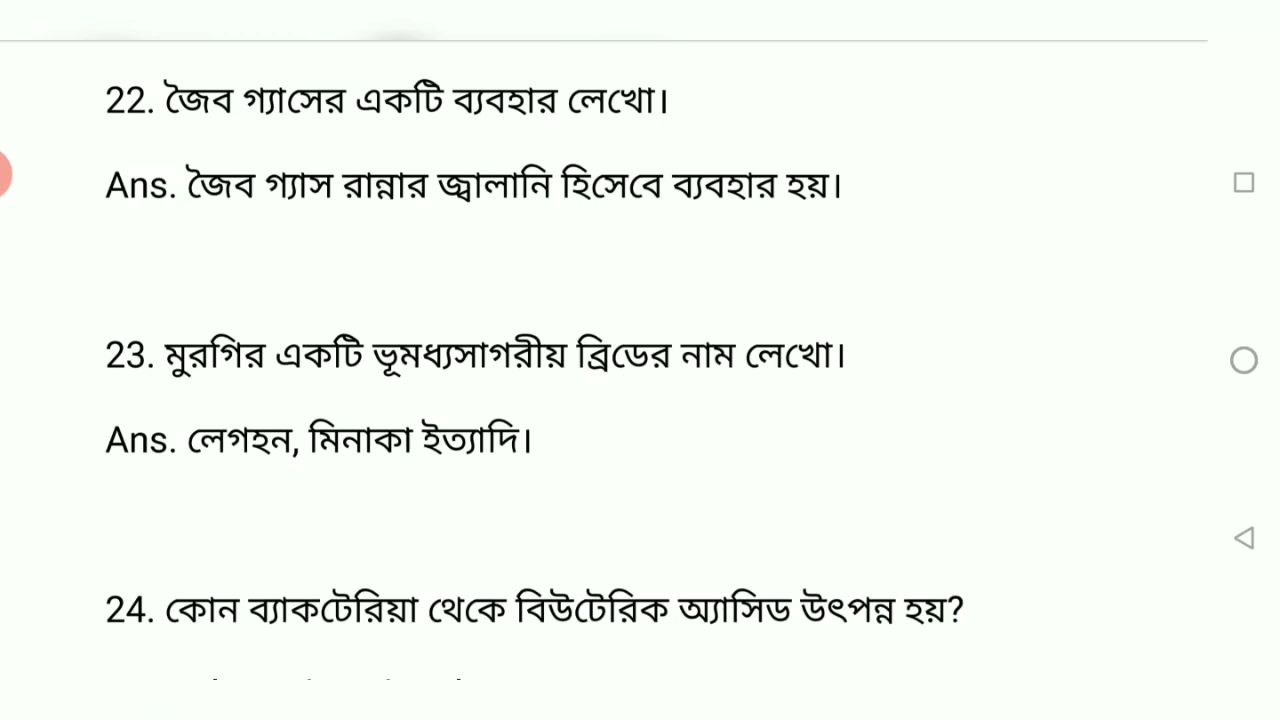 22. জৈব গ্যাসের একটি ব্যবহার লেখো।
Ans. জৈব গ্যাস রান্নার জ্বালানি হিসেবে ব্যবহার হয়।
23. মুরগির একটি ভূমধ্যসাগরীয় ব্রিডের নাম লেখো।
Ans. লেগহন, মিনাকা ইত্যাদি।
24. কোন ব্যাকটেরিয়া থেকে বিউটেরিক অ্যাসিড উৎপন্ন হয়?